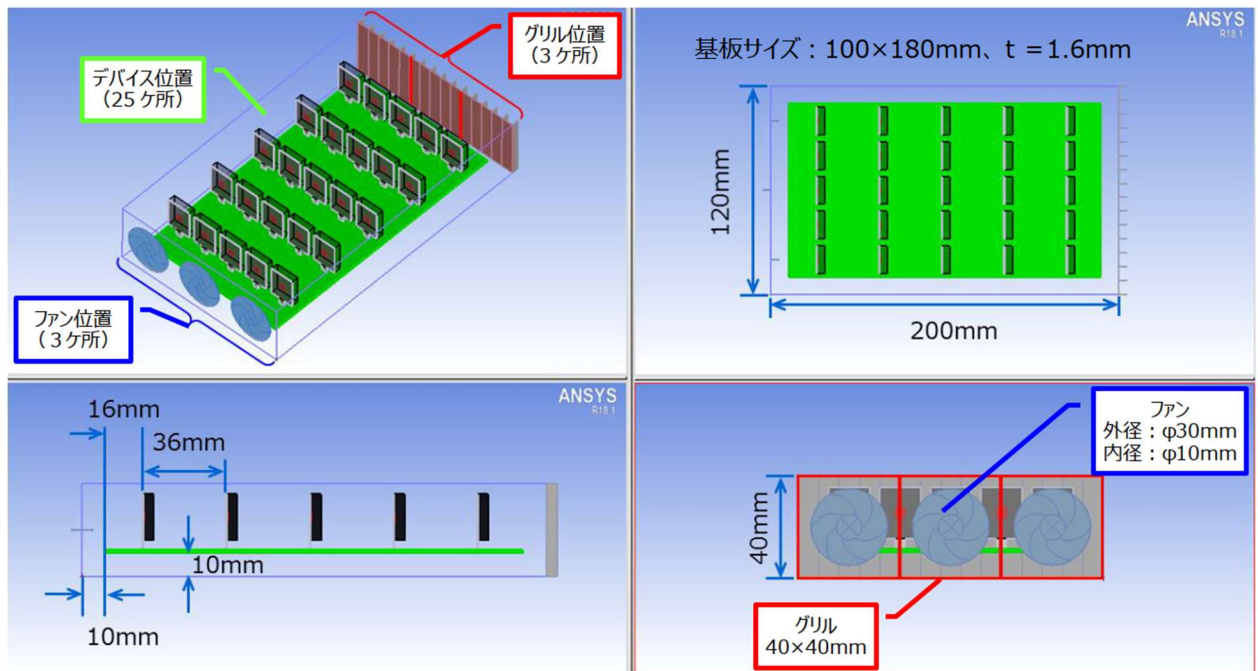 グリル位置
(3ケ所)
デバイス位置
(25ケ所)
ファン位置
(3ケ所)
ANSYS
R18.1
基板サイズ：100×180mm、t＝1.6mm
120mm
200mm
ANSYS
R18.1
16mm
36mm
10mm
10mm
ファン
外径：φ30mm
内径：φ10mm
40mm
グリル
40×40mm